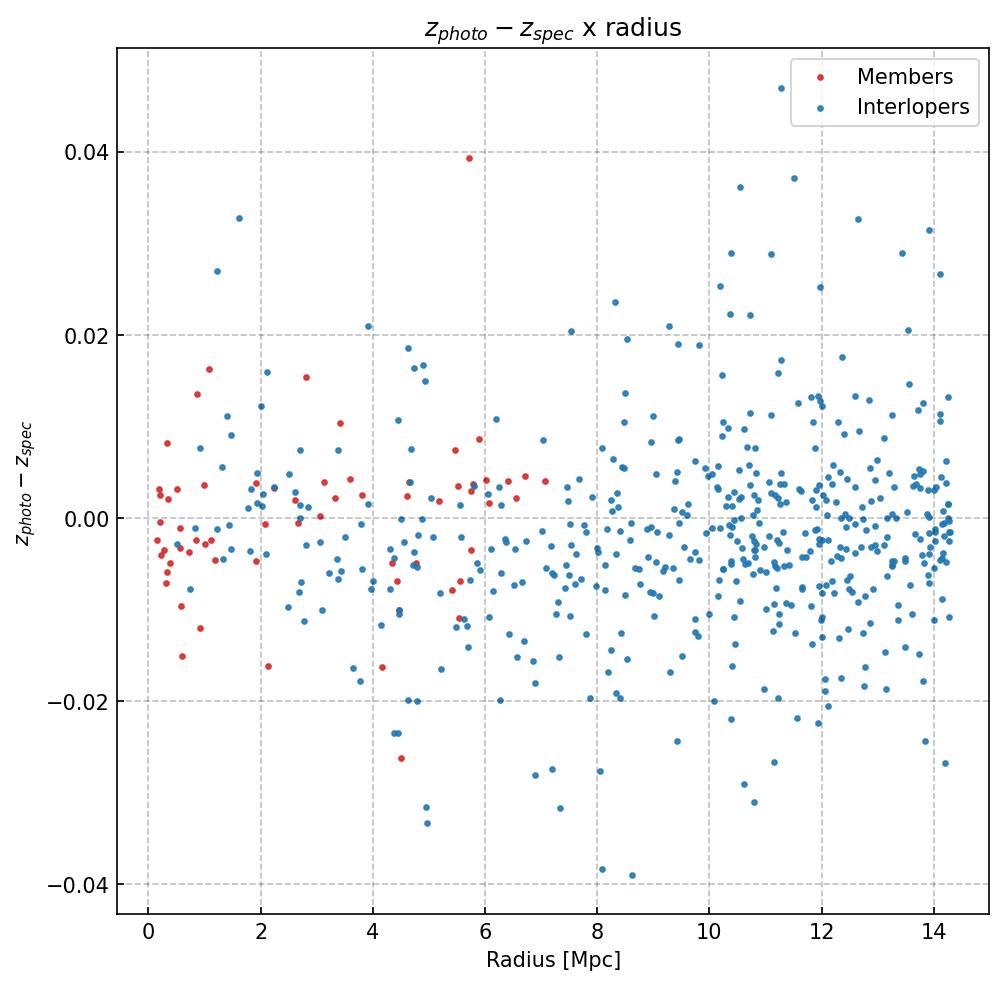 z_photo − z_spec x radius
Members
Interlopers
z_photo − z_spec
0.04
0.02
0.00
−0.02
−0.04
0 2 4 6 8 10 12 14
Radius [Mpc]